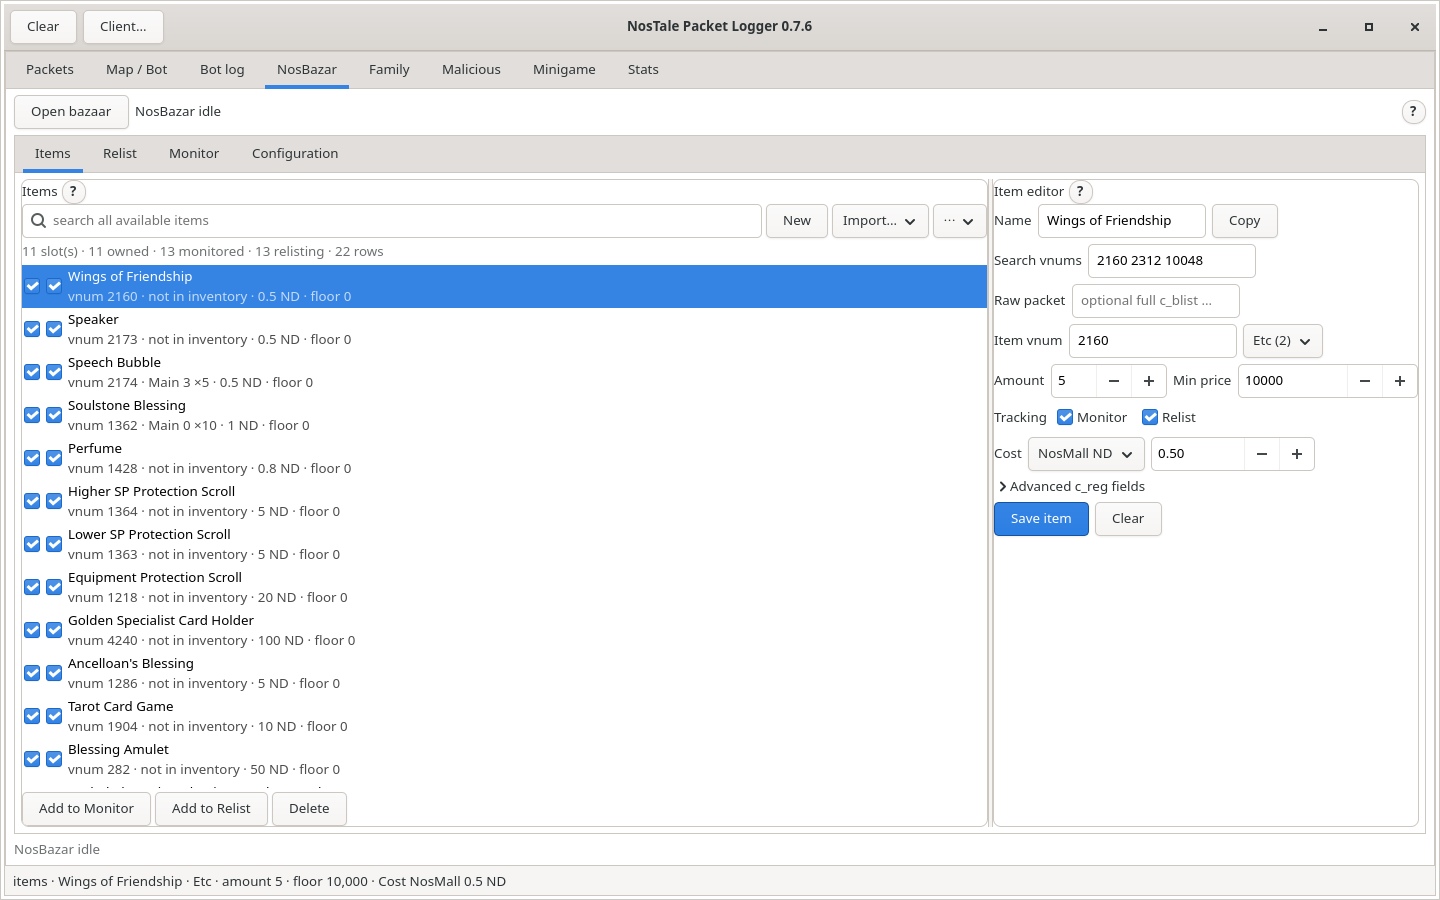 Clear Client... NosTale Packet Logger 0.7.6
Packets Map / Bot Bot log NosBazar Family Malicious Minigame Stats
Open bazaar NosBazar idle ?
Items Relist Monitor Configuration
Items ?
search all available items New Import... ...
11 slot(s) · 11 owned · 13 monitored · 13 relisting · 22 rows
Wings of Friendship
vnum 2160 · not in inventory · 0.5 ND · floor 0
Speaker
vnum 2173 · not in inventory · 0.5 ND · floor 0
Speech Bubble
vnum 2174 · Main 3 ×5 · 0.5 ND · floor 0
Soulstone Blessing
vnum 1362 · Main 0 ×10 · 1 ND · floor 0
Perfume
vnum 1428 · not in inventory · 0.8 ND · floor 0
Higher SP Protection Scroll
vnum 1364 · not in inventory · 5 ND · floor 0
Lower SP Protection Scroll
vnum 1363 · not in inventory · 5 ND · floor 0
Equipment Protection Scroll
vnum 1218 · not in inventory · 20 ND · floor 0
Golden Specialist Card Holder
vnum 4240 · not in inventory · 100 ND · floor 0
Ancelloan's Blessing
vnum 1286 · not in inventory · 5 ND · floor 0
Tarot Card Game
vnum 1904 · not in inventory · 10 ND · floor 0
Blessing Amulet
vnum 282 · not in inventory · 50 ND · floor 0
Add to Monitor Add to Relist Delete
Item editor ?
Name Wings of Friendship Copy
Search vnums 2160 2312 10048
Raw packet optional full c_blist ...
Item vnum 2160 Etc (2)
Amount 5 − + Min price 10000 − +
Tracking Monitor Relist
Cost NosMall ND 0.50 − +
Advanced c_reg fields
Save item Clear
NosBazar idle
items · Wings of Friendship · Etc · amount 5 · floor 10,000 · Cost NosMall 0.5 ND